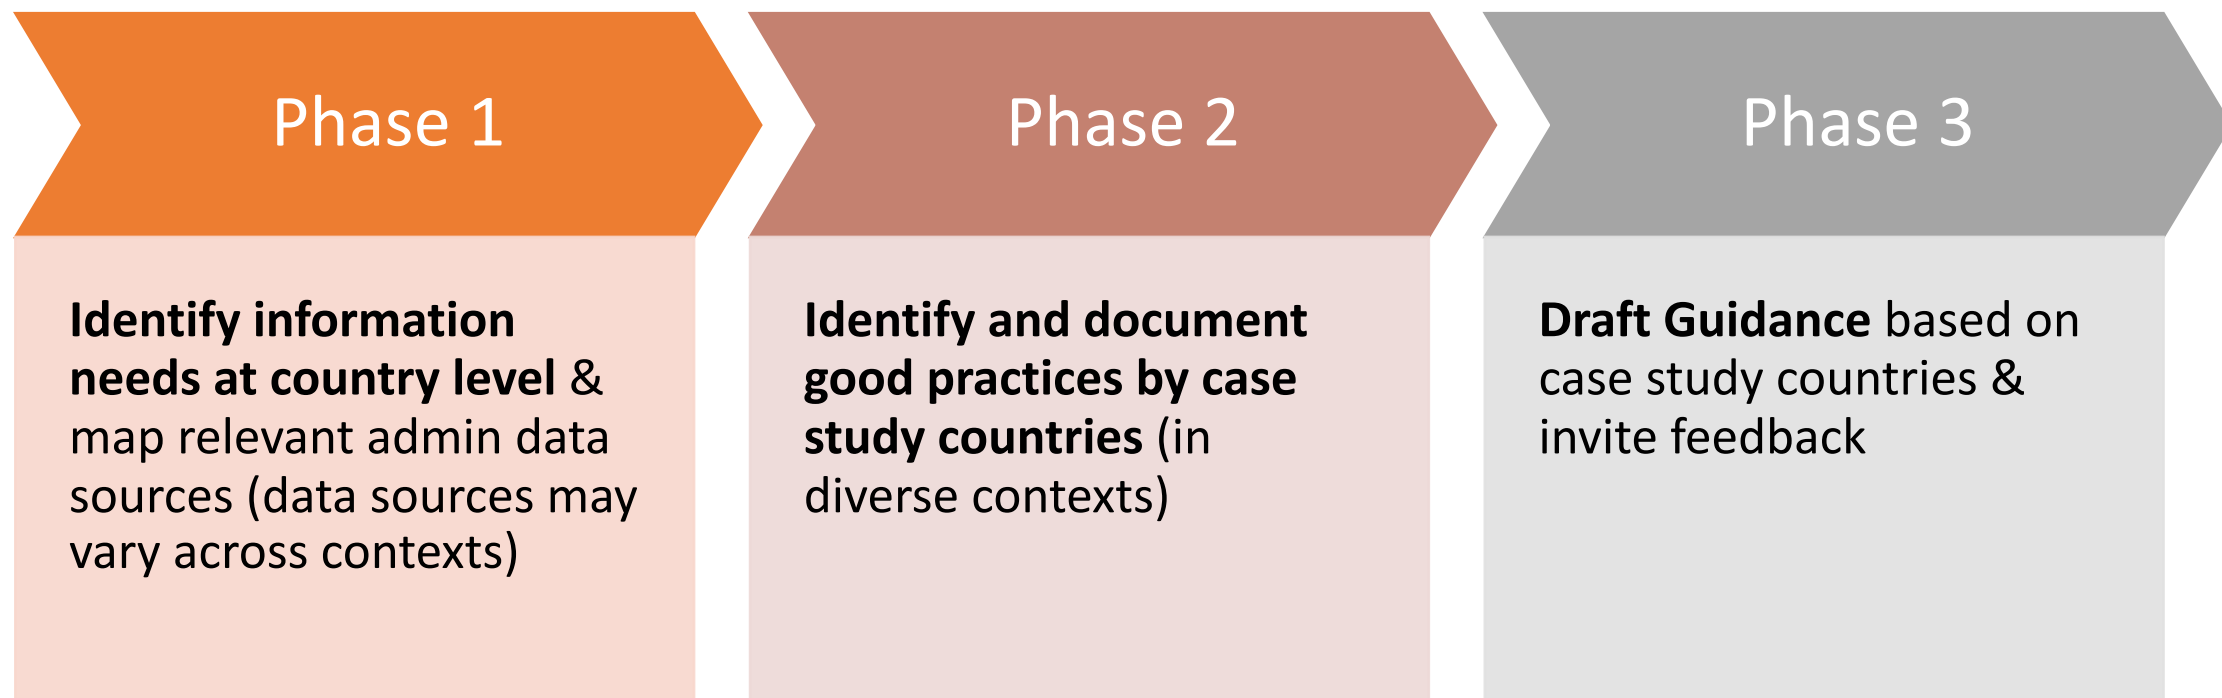 Phase 1
Identify information
needs at country level &
map relevant admin data
sources (data sources may
vary across contexts)
Phase 2
Identify and document
good practices by case
study countries (in
diverse contexts)
Phase 3
Draft Guidance based on
case study countries &
invite feedback